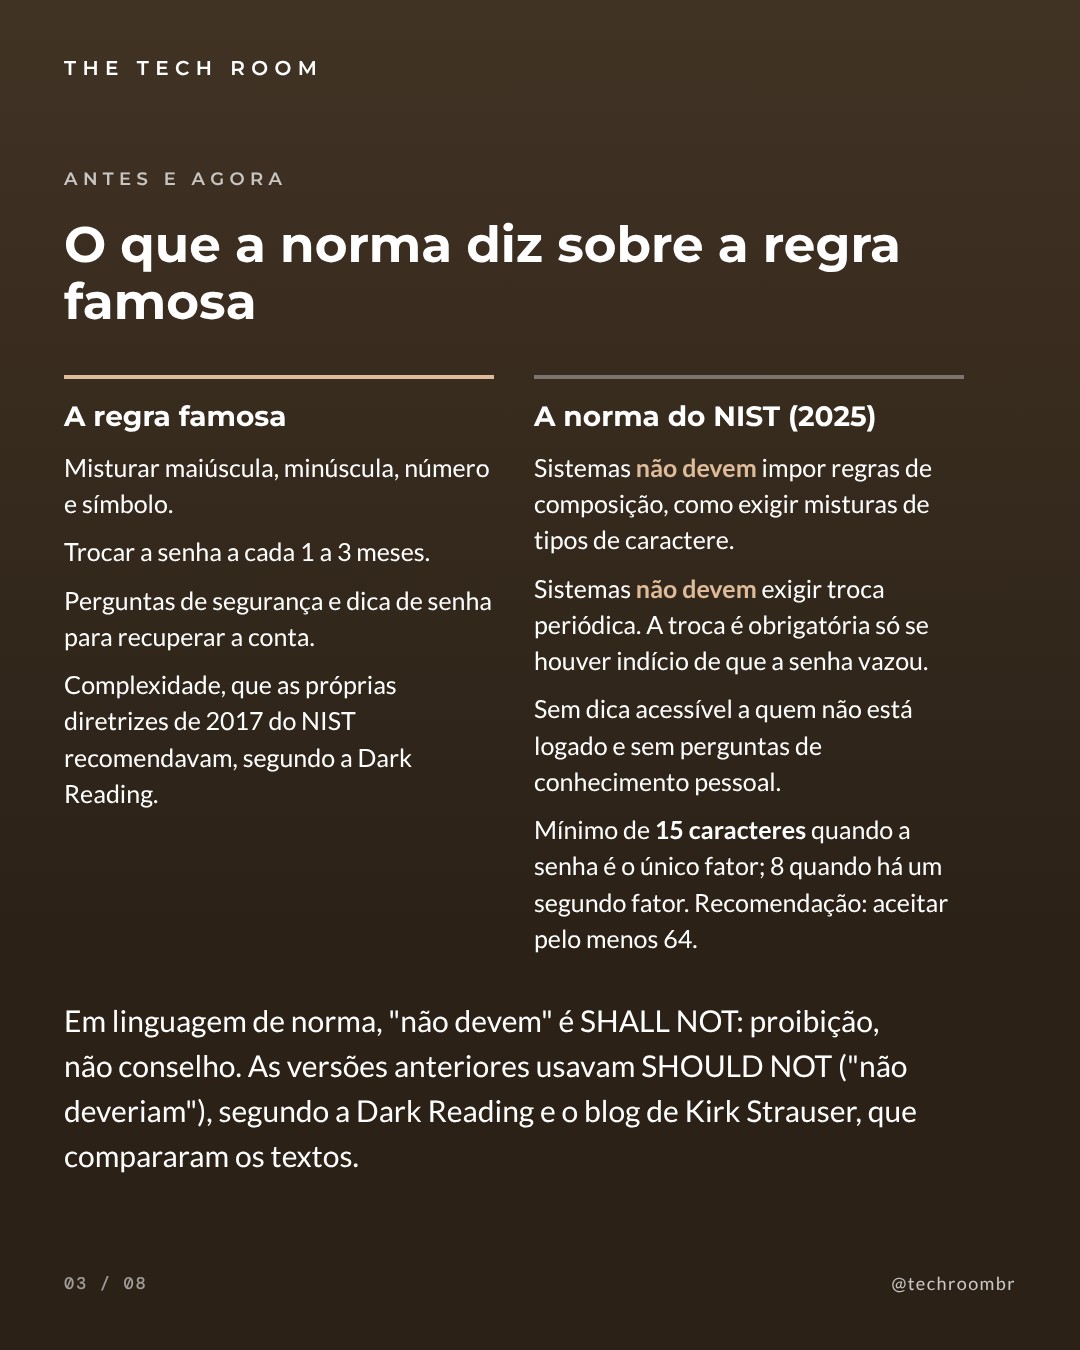 THE TECH ROOM
ANTES E AGORA
O que a norma diz sobre a regra
famosa
A regra famosa
Misturar maiúscula, minúscula, número
e símbolo.
Trocar a senha a cada 1 a 3 meses.
Perguntas de segurança e dica de senha
para recuperar a conta.
Complexidade, que as próprias
diretrizes de 2017 do NIST
recomendavam, segundo a Dark
Reading.
A norma do NIST (2025)
Sistemas não devem impor regras de
composição, como exigir misturas de
tipos de caractere.
Sistemas não devem exigir troca
periódica. A troca é obrigatória só se
houver indício de que a senha vazou.
Sem dica acessível a quem não está
logado e sem perguntas de
conhecimento pessoal.
Mínimo de 15 caracteres quando a
senha é o único fator; 8 quando há um
segundo fator. Recomendação: aceitar
pelo menos 64.
Em linguagem de norma, "não devem" é SHALL NOT: proibição,
não conselho. As versões anteriores usavam SHOULD NOT ("não
deveriam"), segundo a Dark Reading e o blog de Kirk Strauser, que
compararam os textos.
03 / 08
@techroombr